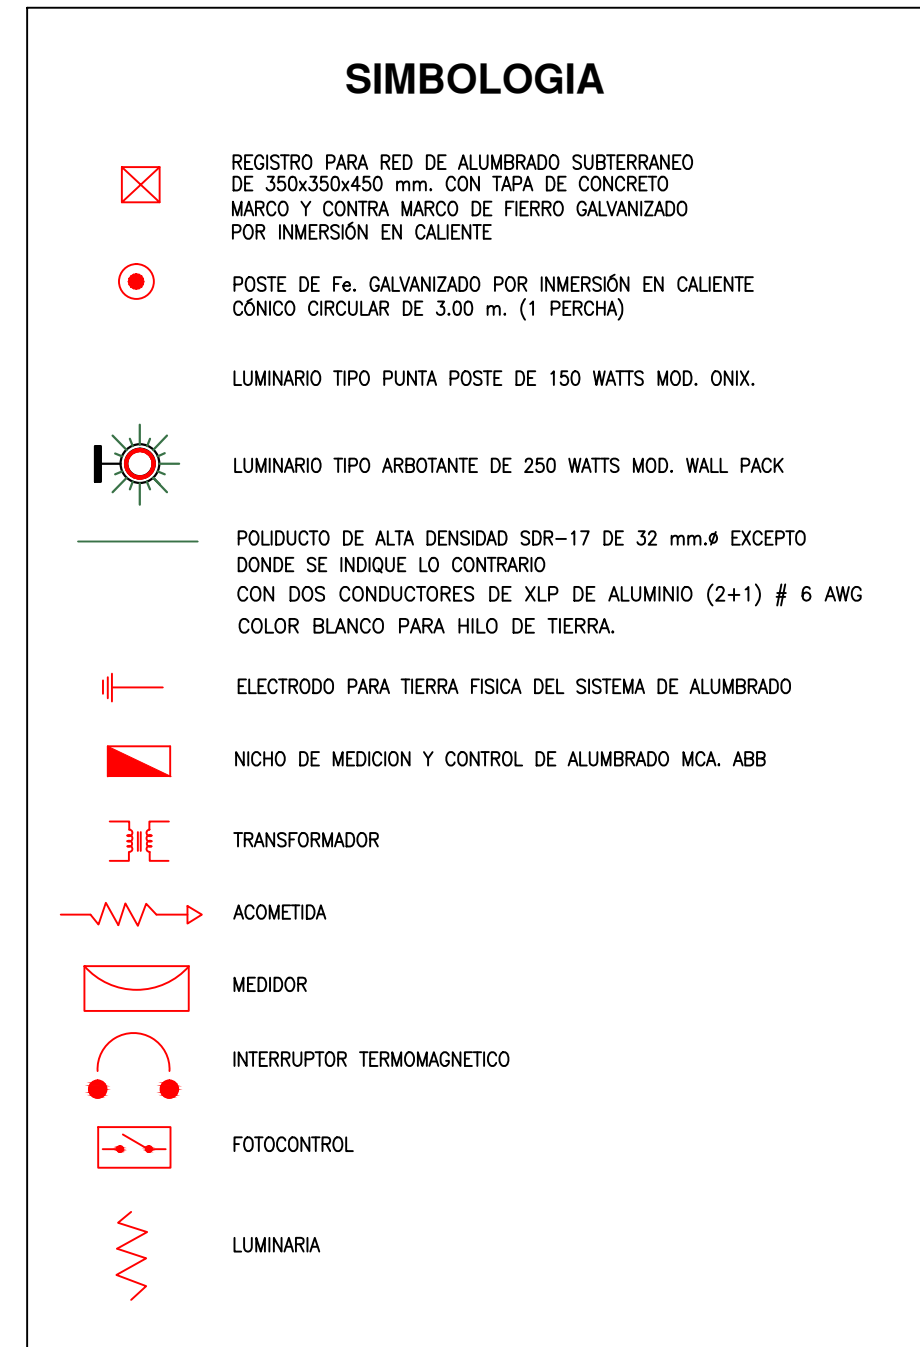 SIMBOLOGIA
REGISTRO PARA RED DE ALUMBRADO SUBTERRANEO
DE 350x350x450 mm. CON TAPA DE CONCRETO
MARCO Y CONTRA MARCO DE FIERRO GALVANIZADO
POR INMERSIÓN EN CALIENTE
POSTE DE Fe. GALVANIZADO POR INMERSIÓN EN CALIENTE
CÓNICO CIRCULAR DE 3.00 m. (1 PERCHA)
LUMINARIO TIPO PUNTA POSTE DE 150 WATTS MOD. ONIX.
LUMINARIO TIPO ARBOTANTE DE 250 WATTS MOD. WALL PACK
POLIDUCTO DE ALTA DENSIDAD SDR-17 DE 32 mm.ø EXCEPTO
DONDE SE INDIQUE LO CONTRARIO
CON DOS CONDUCTORES DE XLP DE ALUMINIO (2+1) # 6 AWG
COLOR BLANCO PARA HILO DE TIERRA.
ELECTRODO PARA TIERRA FISICA DEL SISTEMA DE ALUMBRADO
NICHO DE MEDICION Y CONTROL DE ALUMBRADO MCA. ABB
TRANSFORMADOR
ACOMETIDA
MEDIDOR
INTERRUPTOR TERMOMAGNETICO
FOTOCONTROL
LUMINARIA